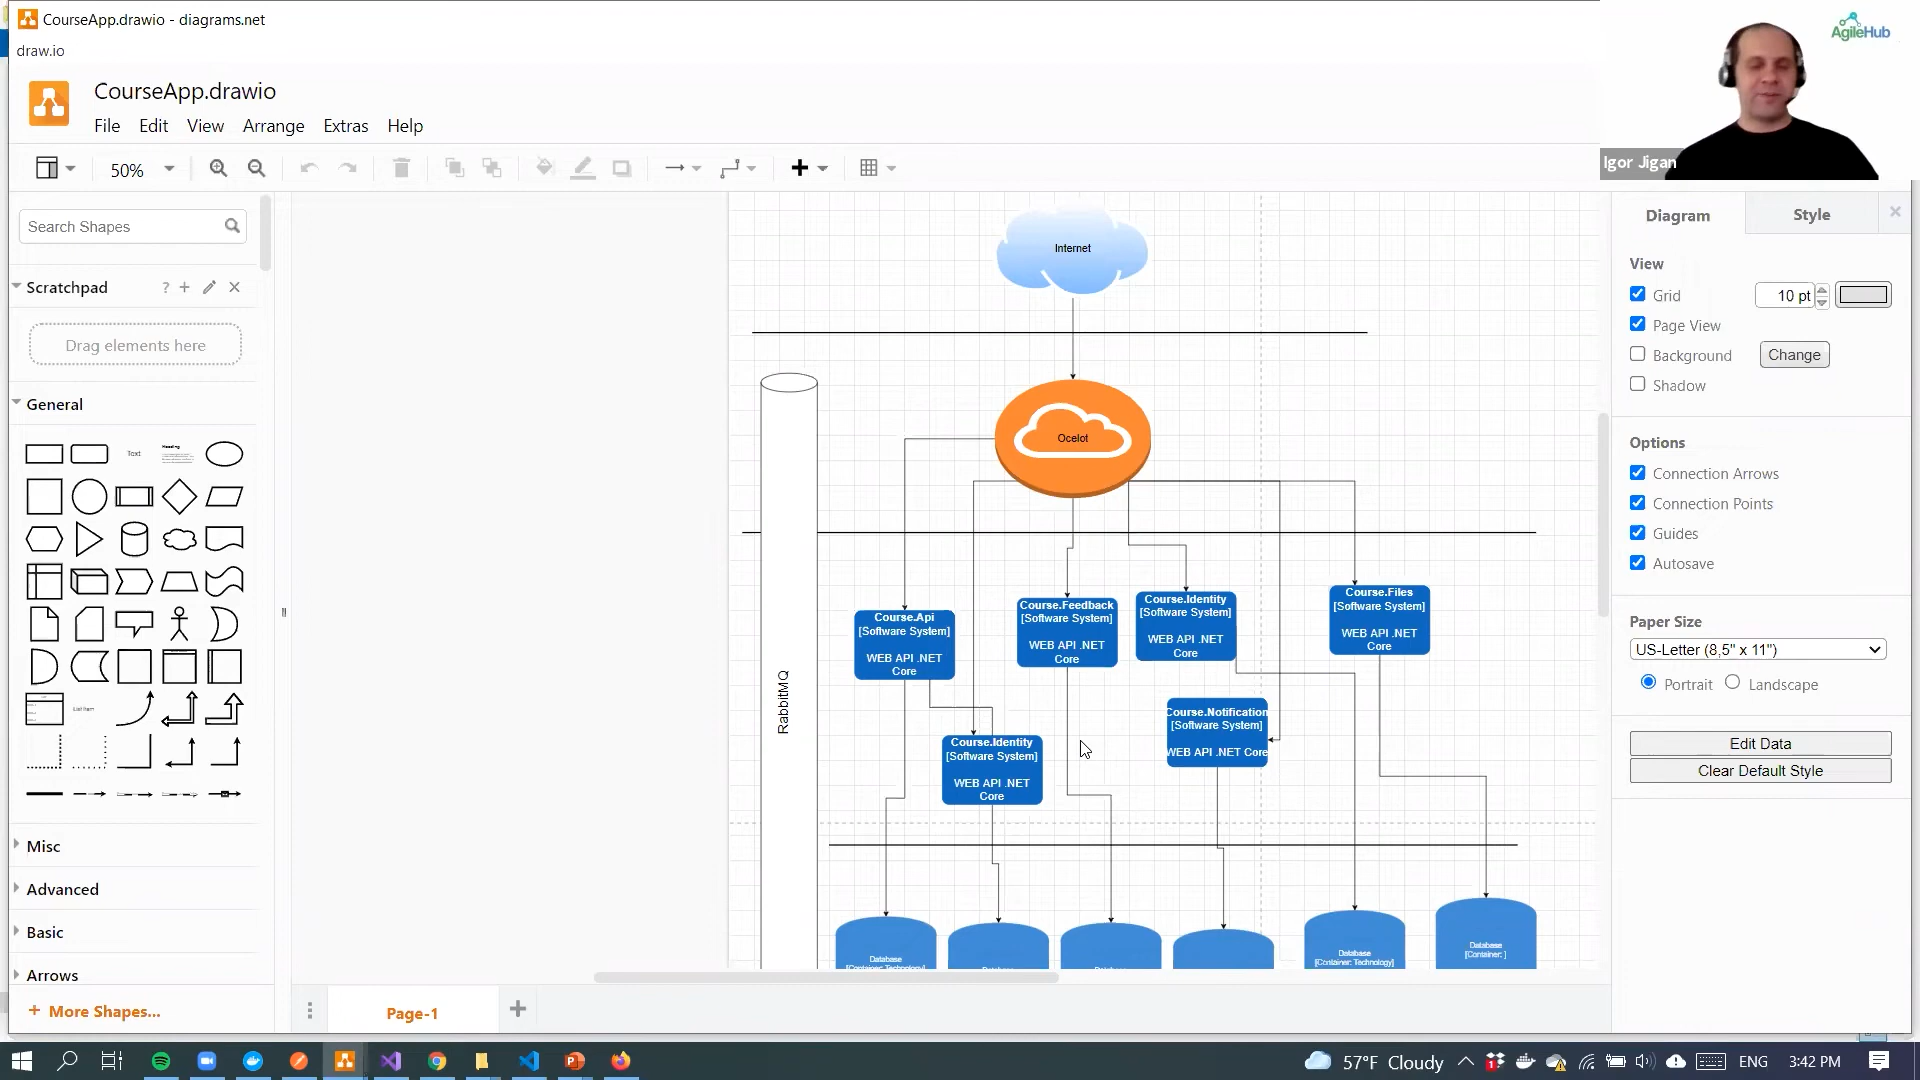 CourseApp.drawio - diagrams.net
draw.io
AgileHub
CourseApp.drawio
File Edit View Arrange Extras Help
50%
Igor Jigan
Search Shapes
Scratchpad
? +
Drag elements here
General
Text
Heading
List Item
Misc
Advanced
Basic
Arrows
+ More Shapes...
Internet
Ocelot
RabbitMQ
Course.Api
[Software System]
WEB API .NET
Core
Course.Feedback
[Software System]
WEB API .NET
Core
Course.Identity
[Software System]
WEB API .NET
Core
Course.Files
[Software System]
WEB API .NET
Core
Course.Identity
[Software System]
WEB API .NET
Core
Course.Notification
[Software System]
WEB API .NET Core
Database
[Container: Technology]
Database
Database
Database
[Container: Technology]
Database
[Container: ]
Page-1
Diagram
Style
View
Grid
10 pt
Page View
Background
Change
Shadow
Options
Connection Arrows
Connection Points
Guides
Autosave
Paper Size
US-Letter (8,5" x 11")
Portrait
Landscape
Edit Data
Clear Default Style
57°F Cloudy
ENG
3:42 PM